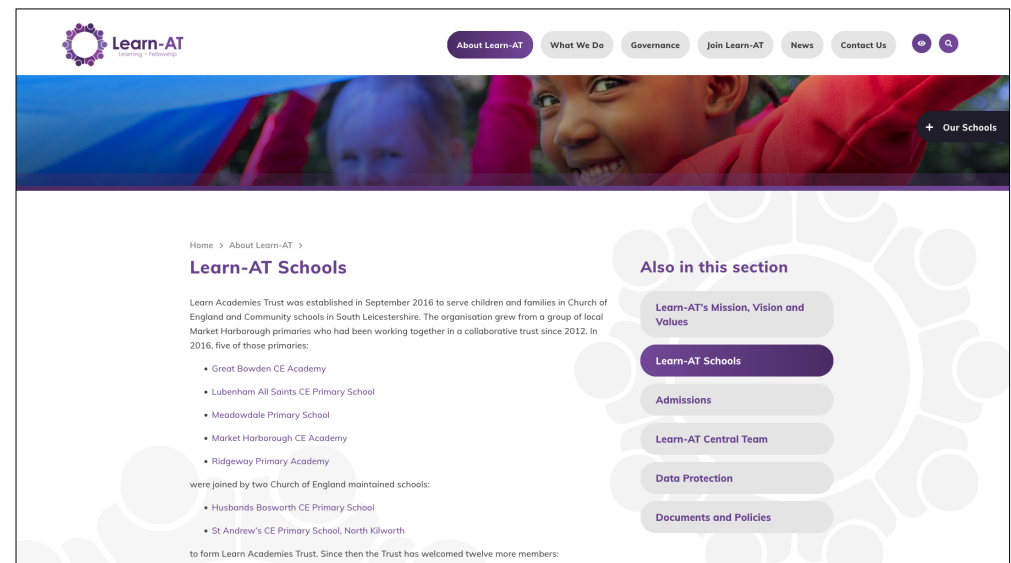 Learn-AT
Learning ~ Fellowship
About Learn-AT
What We Do
Governance
Join Learn-AT
News
Contact Us
+ Our Schools
Home > About Learn-AT >
Learn-AT Schools
Learn Academies Trust was established in September 2016 to serve children and families in Church of
England and Community schools in South Leicestershire. The organisation grew from a group of local
Market Harborough primaries who had been working together in a collaborative trust since 2012. In
2016, five of those primaries:
• Great Bowden CE Academy
• Lubenham All Saints CE Primary School
• Meadowdale Primary School
• Market Harborough CE Academy
• Ridgeway Primary Academy
were joined by two Church of England maintained schools:
• Husbands Bosworth CE Primary School
• St Andrew's CE Primary School, North Kilworth
to form Learn Academies Trust. Since then the Trust has welcomed twelve more members:
Also in this section
Learn-AT's Mission, Vision and
Values
Learn-AT Schools
Admissions
Learn-AT Central Team
Data Protection
Documents and Policies